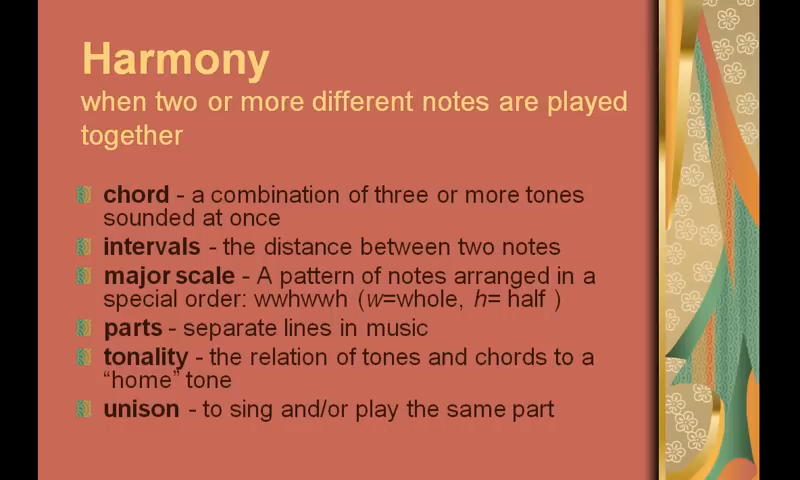 Harmony
when two or more different notes are played
together
chord - a combination of three or more tones
sounded at once
intervals - the distance between two notes
major scale - A pattern of notes arranged in a
special order: wwhwwh (w=whole, h= half )
parts - separate lines in music
tonality - the relation of tones and chords to a
“home” tone
unison - to sing and/or play the same part